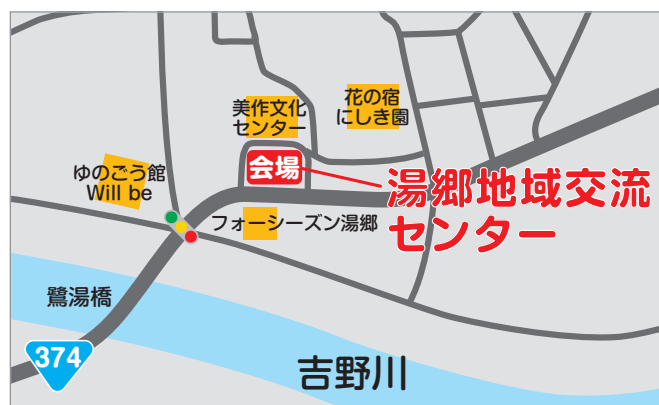 美作文化
センター
花の宿
にしき園
ゆのごう館
Will be
会場
湯郷地域交流
センター
フォーシーズン湯郷
鷺湯橋
374
吉野川